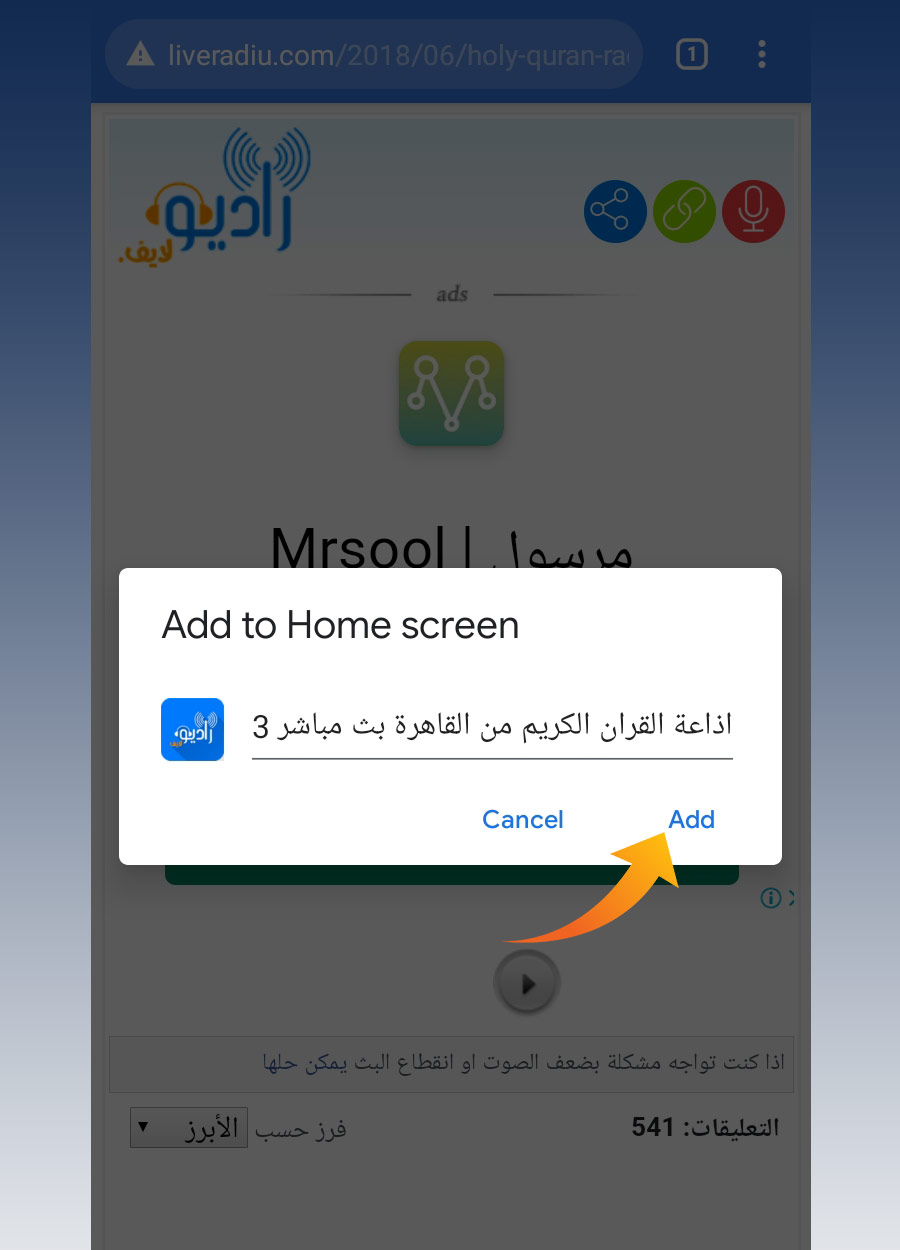 liveradiu.com/2018/06/holy-quran-ra
1
راديو
لايف.
ads
Mrsool | مرسول
Add to Home screen
راديو
لايف
اذاعة القران الكريم من القاهرة بث مباشر 3
Cancel
Add
اذا كنت تواجه مشكلة بضعف الصوت او انقطاع البث يمكن حلها
التعليقات: 541
فرز حسب الأبرز